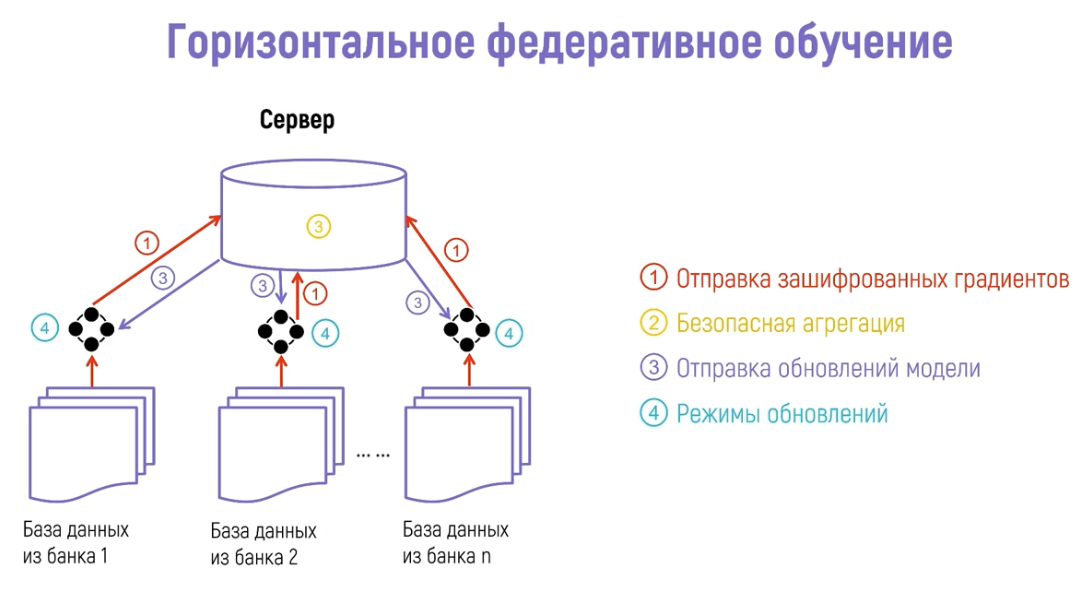 Горизонтальное федеративное обучение
Сервер
3
1
3
3
1
1
3
4
4
4
... ...
База данных
из банка 1
База данных
из банка 2
База данных
из банка n
1 Отправка зашифрованных градиентов
2 Безопасная агрегация
3 Отправка обновлений модели
4 Режимы обновлений